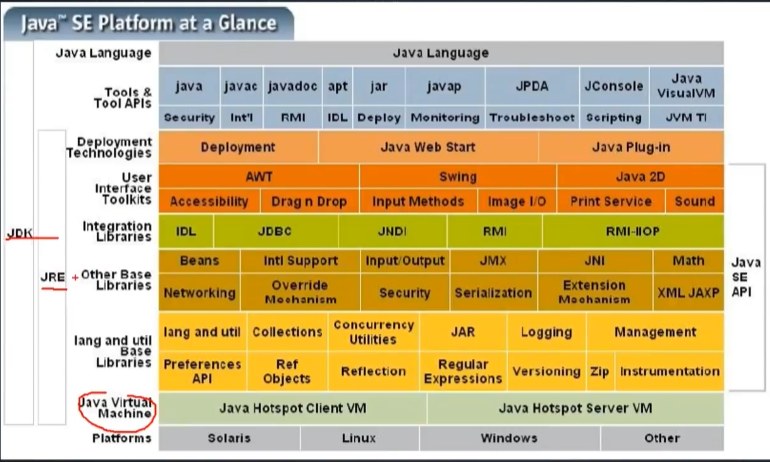 Java™ SE Platform at a Glance
Java Language
Java Language
Tools &
Tool APIs
java javac javadoc apt jar javap JPDA JConsole Java VisualVM
Security Int'l RMI IDL Deploy Monitoring Troubleshoot Scripting JVM TI
Deployment
Technologies
Deployment Java Web Start Java Plug-in
User
Interface
Toolkits
AWT Swing Java 2D
Accessibility Drag n Drop Input Methods Image I/O Print Service Sound
Integration
Libraries
IDL JDBC JNDI RMI RMI-IIOP
JDK
JRE
Other Base
Libraries
Beans Intl Support Input/Output JMX JNI Math
Networking Override Mechanism Security Serialization Extension Mechanism XML JAXP
Java
SE
API
lang and util
Base
Libraries
lang and util Collections Concurrency Utilities JAR Logging Management
Preferences API Ref Objects Reflection Regular Expressions Versioning Zip Instrumentation
Java Virtual
Machine
Java Hotspot Client VM Java Hotspot Server VM
Platforms
Solaris Linux Windows Other